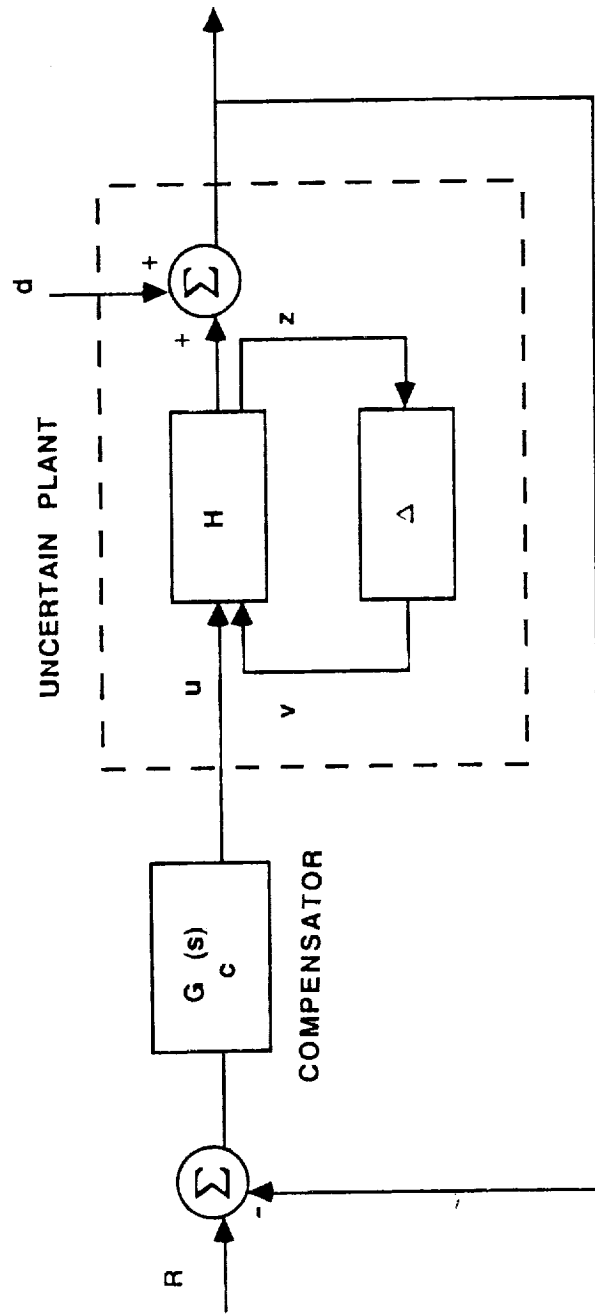 UNCERTAIN PLANT
d
+
Σ
+
H
z
Δ
u
v
G (s)
c
COMPENSATOR
Σ
-
R